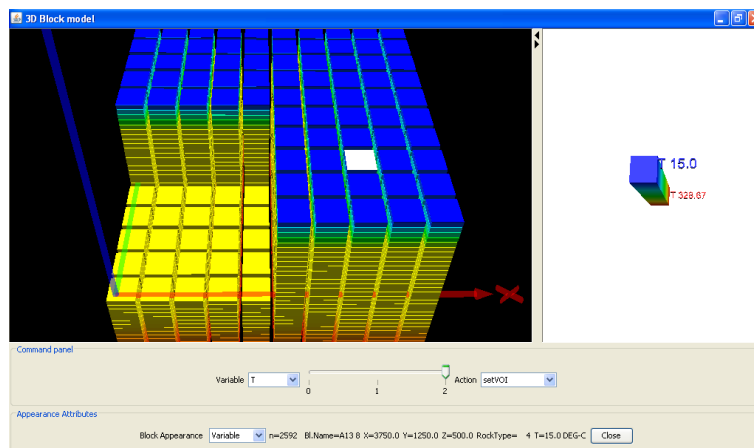 3D Block model
T 15.0
T 329.67
X
Command panel
Variable T 0 1 2 Action setVOI
Appearance Attributes
Block Appearance Variable n=2592 Bl.Name=A13 8 X=3750.0 Y=1250.0 Z=500.0 RockType= 4 T=15.0 DEG-C Close